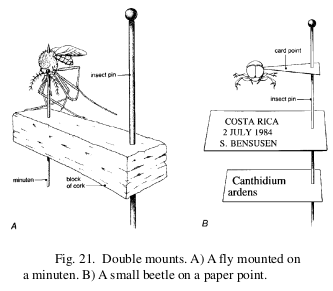 insect pin
minuten
block
of cork
A
card point
insect pin
COSTA RICA
2 JULY 1984
S. BENSUSEN
Canthidium
ardens
B
Fig. 21. Double mounts. A) A fly mounted on
a minuten. B) A small beetle on a paper point.